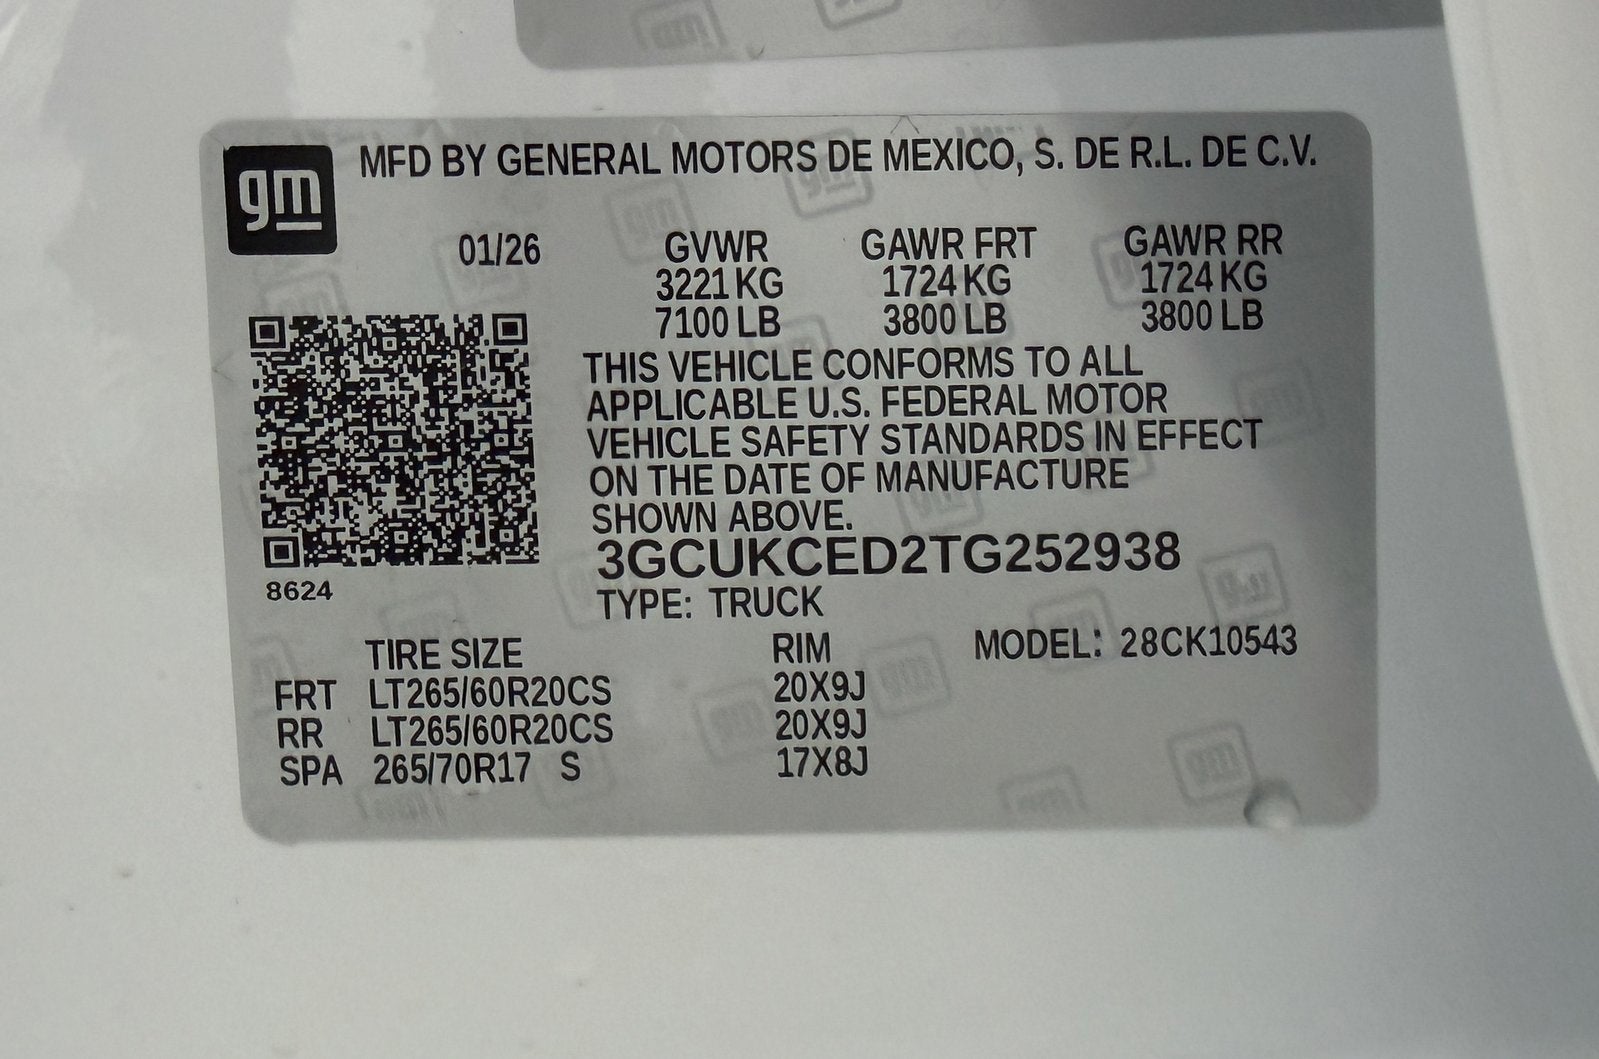 gm
MFD BY GENERAL MOTORS DE MEXICO, S. DE R.L. DE C.V.
01/26 GVWR GAWR FRT GAWR RR
3221 KG 1724 KG 1724 KG
7100 LB 3800 LB 3800 LB
THIS VEHICLE CONFORMS TO ALL
APPLICABLE U.S. FEDERAL MOTOR
VEHICLE SAFETY STANDARDS IN EFFECT
ON THE DATE OF MANUFACTURE
SHOWN ABOVE.
3GCUKCED2TG252938
8624
TYPE: TRUCK
TIRE SIZE RIM MODEL: 28CK10543
FRT LT265/60R20CS 20X9J
RR LT265/60R20CS 20X9J
SPA 265/70R17 S 17X8J